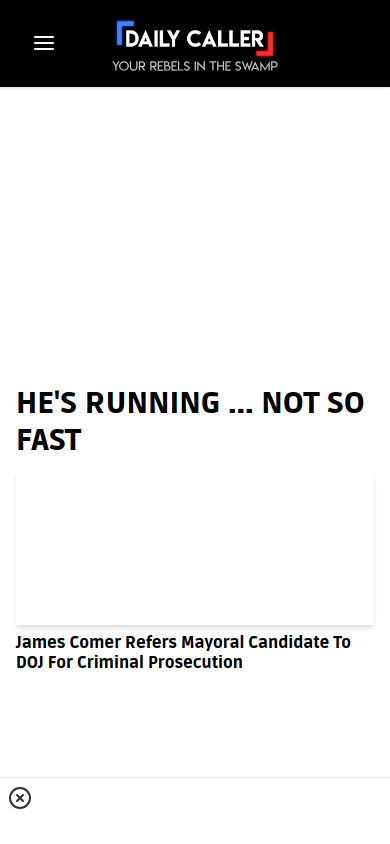 DAILY CALLER
YOUR REBELS IN THE SWAMP
HE'S RUNNING ... NOT SO
FAST
James Comer Refers Mayoral Candidate To
DOJ For Criminal Prosecution